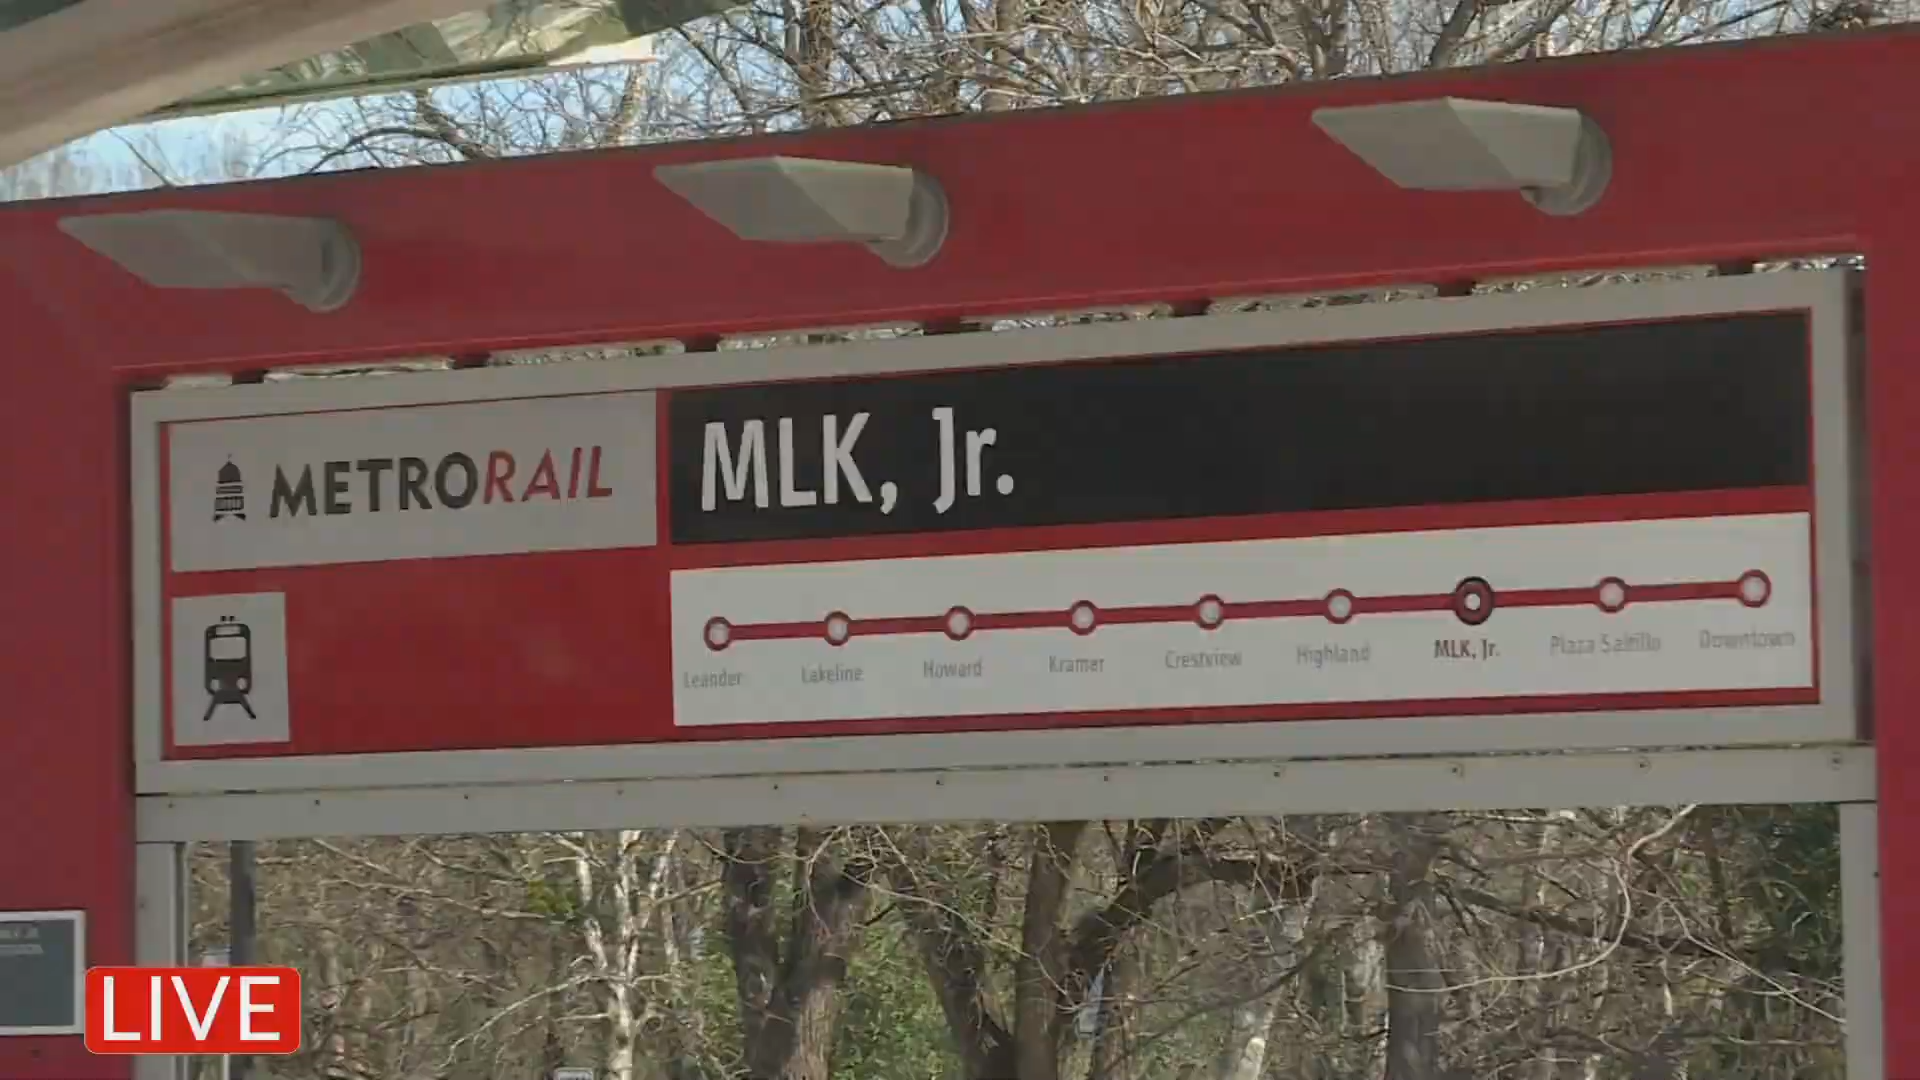 METRORAIL
MLK, Jr.
Leander Lakeline Howard Kramer Crestview Highland MLK, Jr. Plaza Saltillo Downtown
LIVE